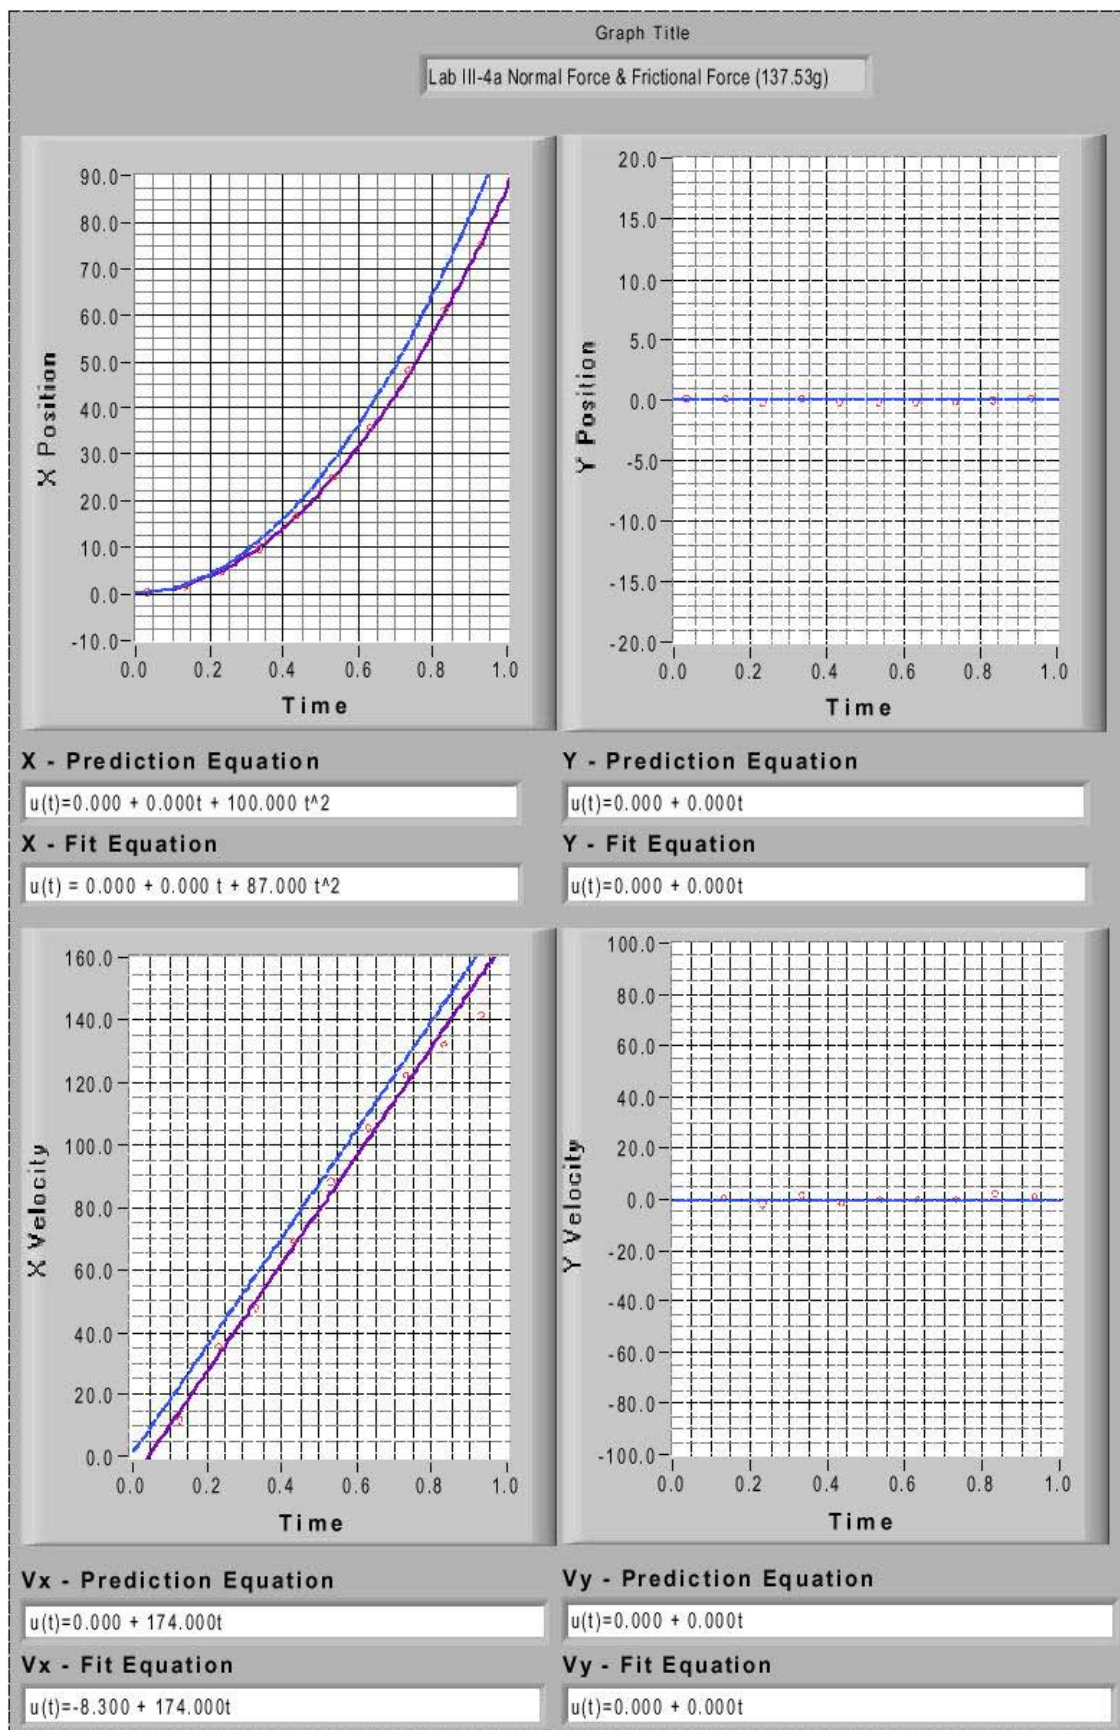 Graph Title
Lab III-4a Normal Force & Frictional Force (137.53g)
X Position
90.0
80.0
70.0
60.0
50.0
40.0
30.0
20.0
10.0
0.0
-10.0
0.0 0.2 0.4 0.6 0.8 1.0
Time
Y Position
20.0
15.0
10.0
5.0
0.0
-5.0
-10.0
-15.0
-20.0
0.0 0.2 0.4 0.6 0.8 1.0
Time
X - Prediction Equation
u(t)=0.000 + 0.000t + 100.000 t^2
X - Fit Equation
u(t) = 0.000 + 0.000 t + 87.000 t^2
Y - Prediction Equation
u(t)=0.000 + 0.000t
Y - Fit Equation
u(t)=0.000 + 0.000t
X Velocity
160.0
140.0
120.0
100.0
80.0
60.0
40.0
20.0
0.0
0.0 0.2 0.4 0.6 0.8 1.0
Time
Y Velocity
100.0
80.0
60.0
40.0
20.0
0.0
-20.0
-40.0
-60.0
-80.0
-100.0
0.0 0.2 0.4 0.6 0.8 1.0
Time
Vx - Prediction Equation
u(t)=0.000 + 174.000t
Vx - Fit Equation
u(t)=-8.300 + 174.000t
Vy - Prediction Equation
u(t)=0.000 + 0.000t
Vy - Fit Equation
u(t)=0.000 + 0.000t